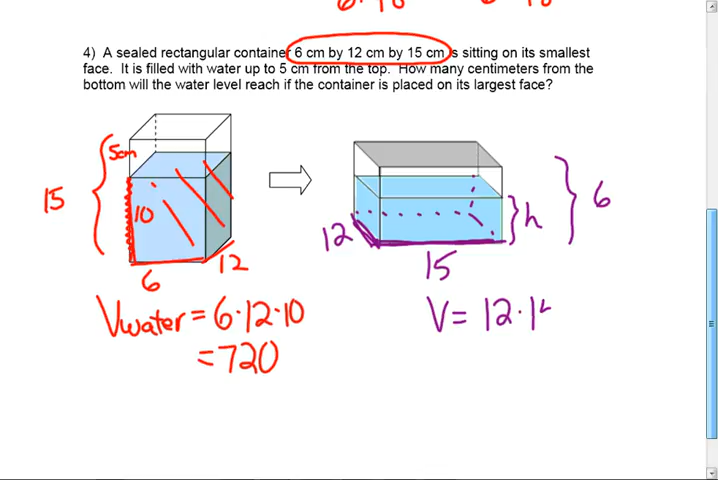 4) A sealed rectangular container 6 cm by 12 cm by 15 cm is sitting on its smallest
face. It is filled with water up to 5 cm from the top. How many centimeters from the
bottom will the water level reach if the container is placed on its largest face?
5cm
15
10
6
12
12
15
h
6
Vwater = 6·12·10
= 720
V = 12·1